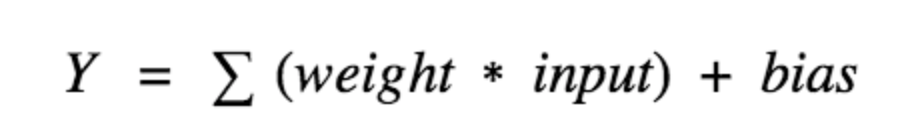 Y = ∑ (weight * input) + bias